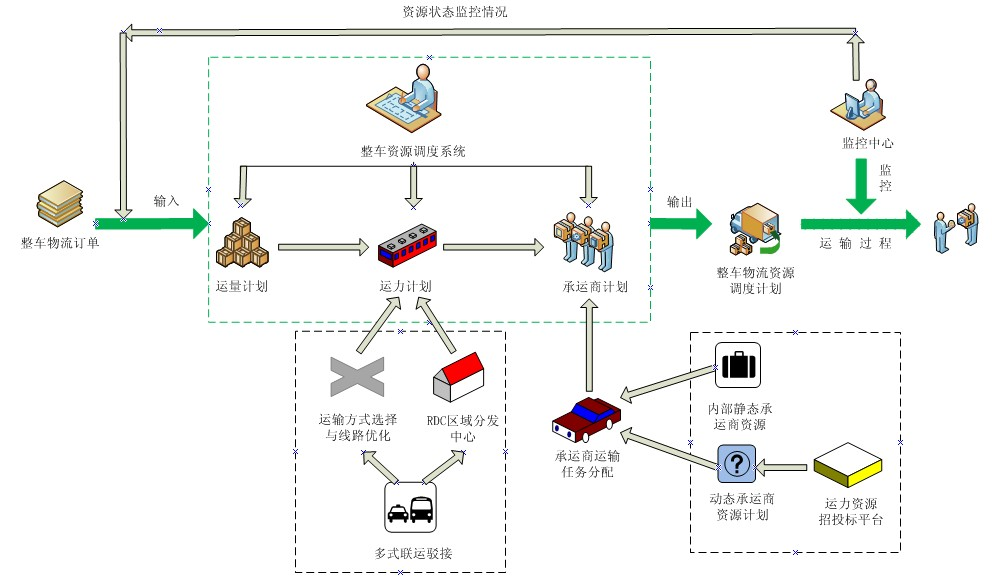 资源状态监控情况
整车资源调度系统
监控中心
监
控
输入
输出
整车物流订单
运输过程
运量计划
运力计划
承运商计划
整车物流资源
调度计划
运输方式选择
与线路优化
RDC区域分发
中心
内部静态承
运商资源
承运商运输
任务分配
动态承运商
资源计划
运力资源
招投标平台
多式联运驳接
?